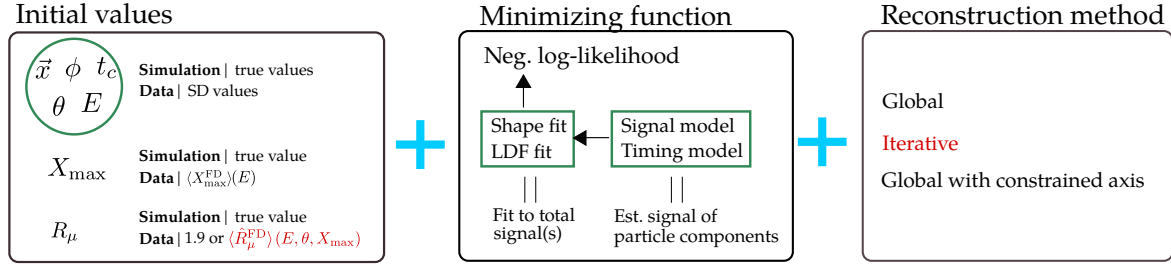 Initial values
x⃗ ϕ t_c
θ E
Simulation | true values
Data | SD values
X_max
Simulation | true value
Data | ⟨X_max^FD⟩(E)
R_μ
Simulation | true value
Data | 1.9 or ⟨R̂_μ^FD⟩(E, θ, X_max)
Minimizing function
Neg. log-likelihood
Shape fit
LDF fit
Signal model
Timing model
Fit to total
signal(s)
Est. signal of
particle components
Reconstruction method
Global
Iterative
Global with constrained axis